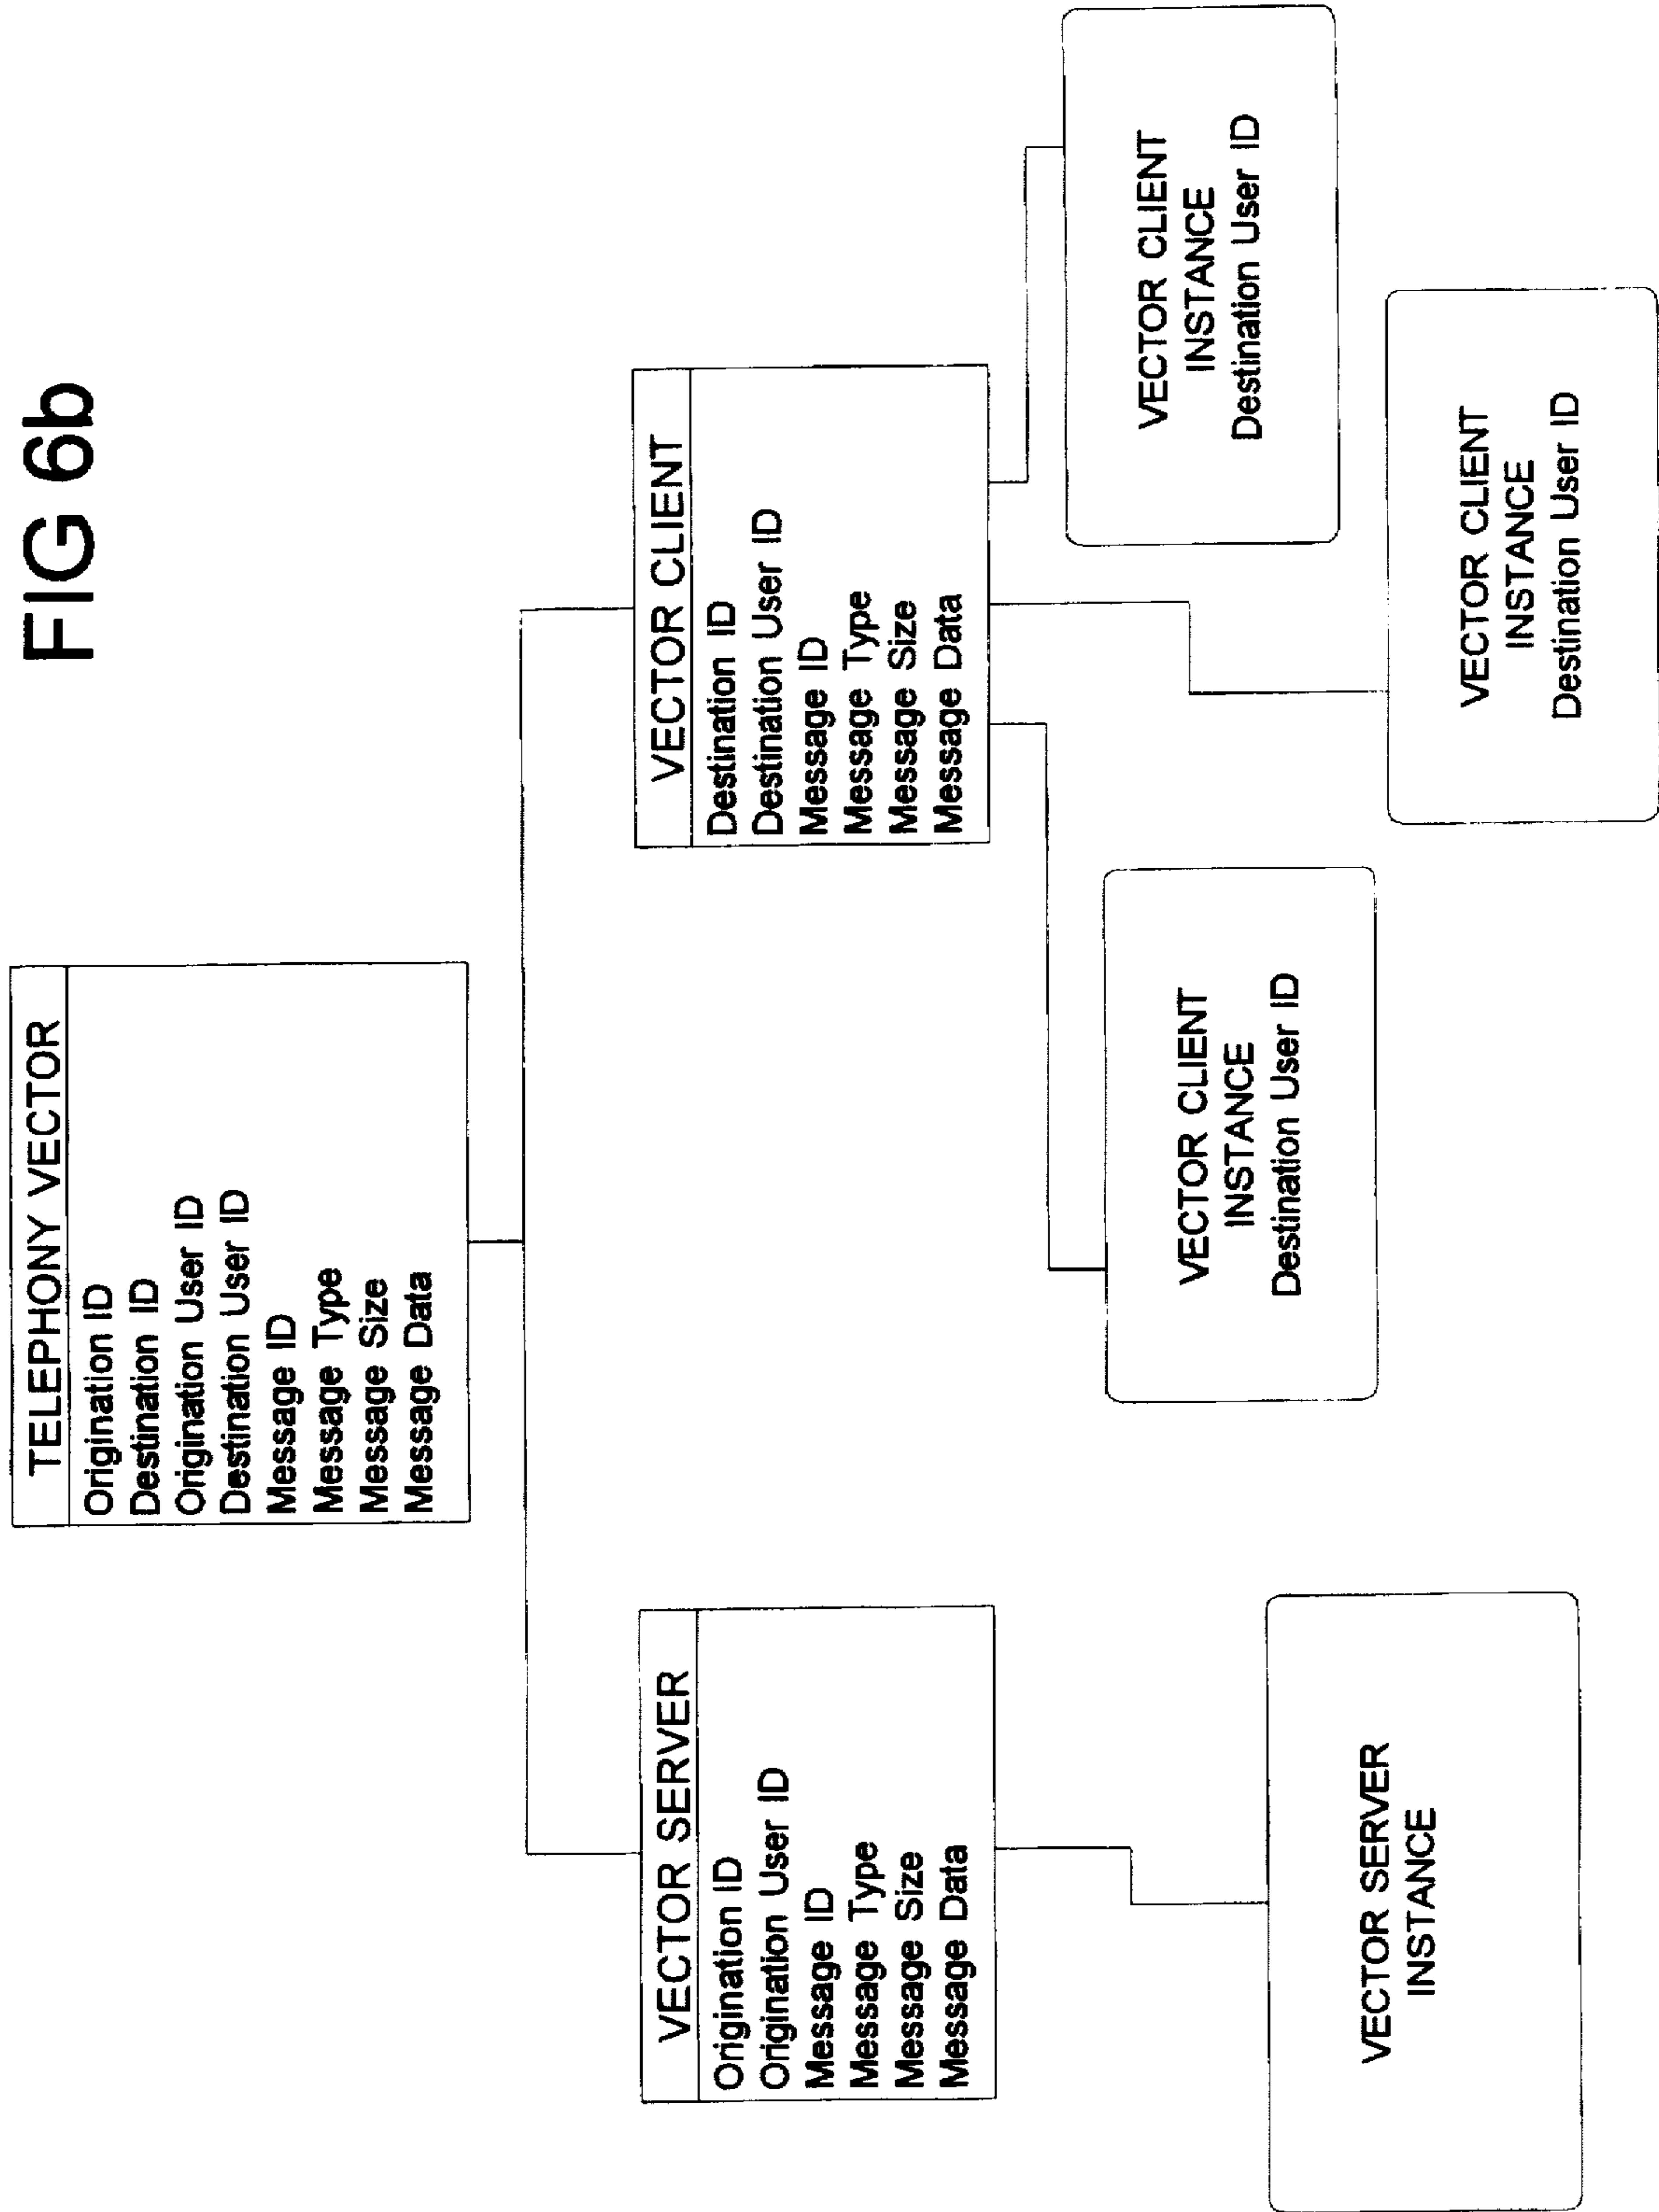 FIG 6b
TELEPHONY VECTOR
Origination ID
Destination ID
Origination User ID
Destination User ID
Message ID
Message Type
Message Size
Message Data
VECTOR SERVER
Origination ID
Origination User ID
Message ID
Message Type
Message Size
Message Data
VECTOR CLIENT
Destination ID
Destination User ID
Message ID
Message Type
Message Size
Message Data
VECTOR SERVER
INSTANCE
VECTOR CLIENT
INSTANCE
Destination User ID
VECTOR CLIENT
INSTANCE
Destination User ID
VECTOR CLIENT
INSTANCE
Destination User ID